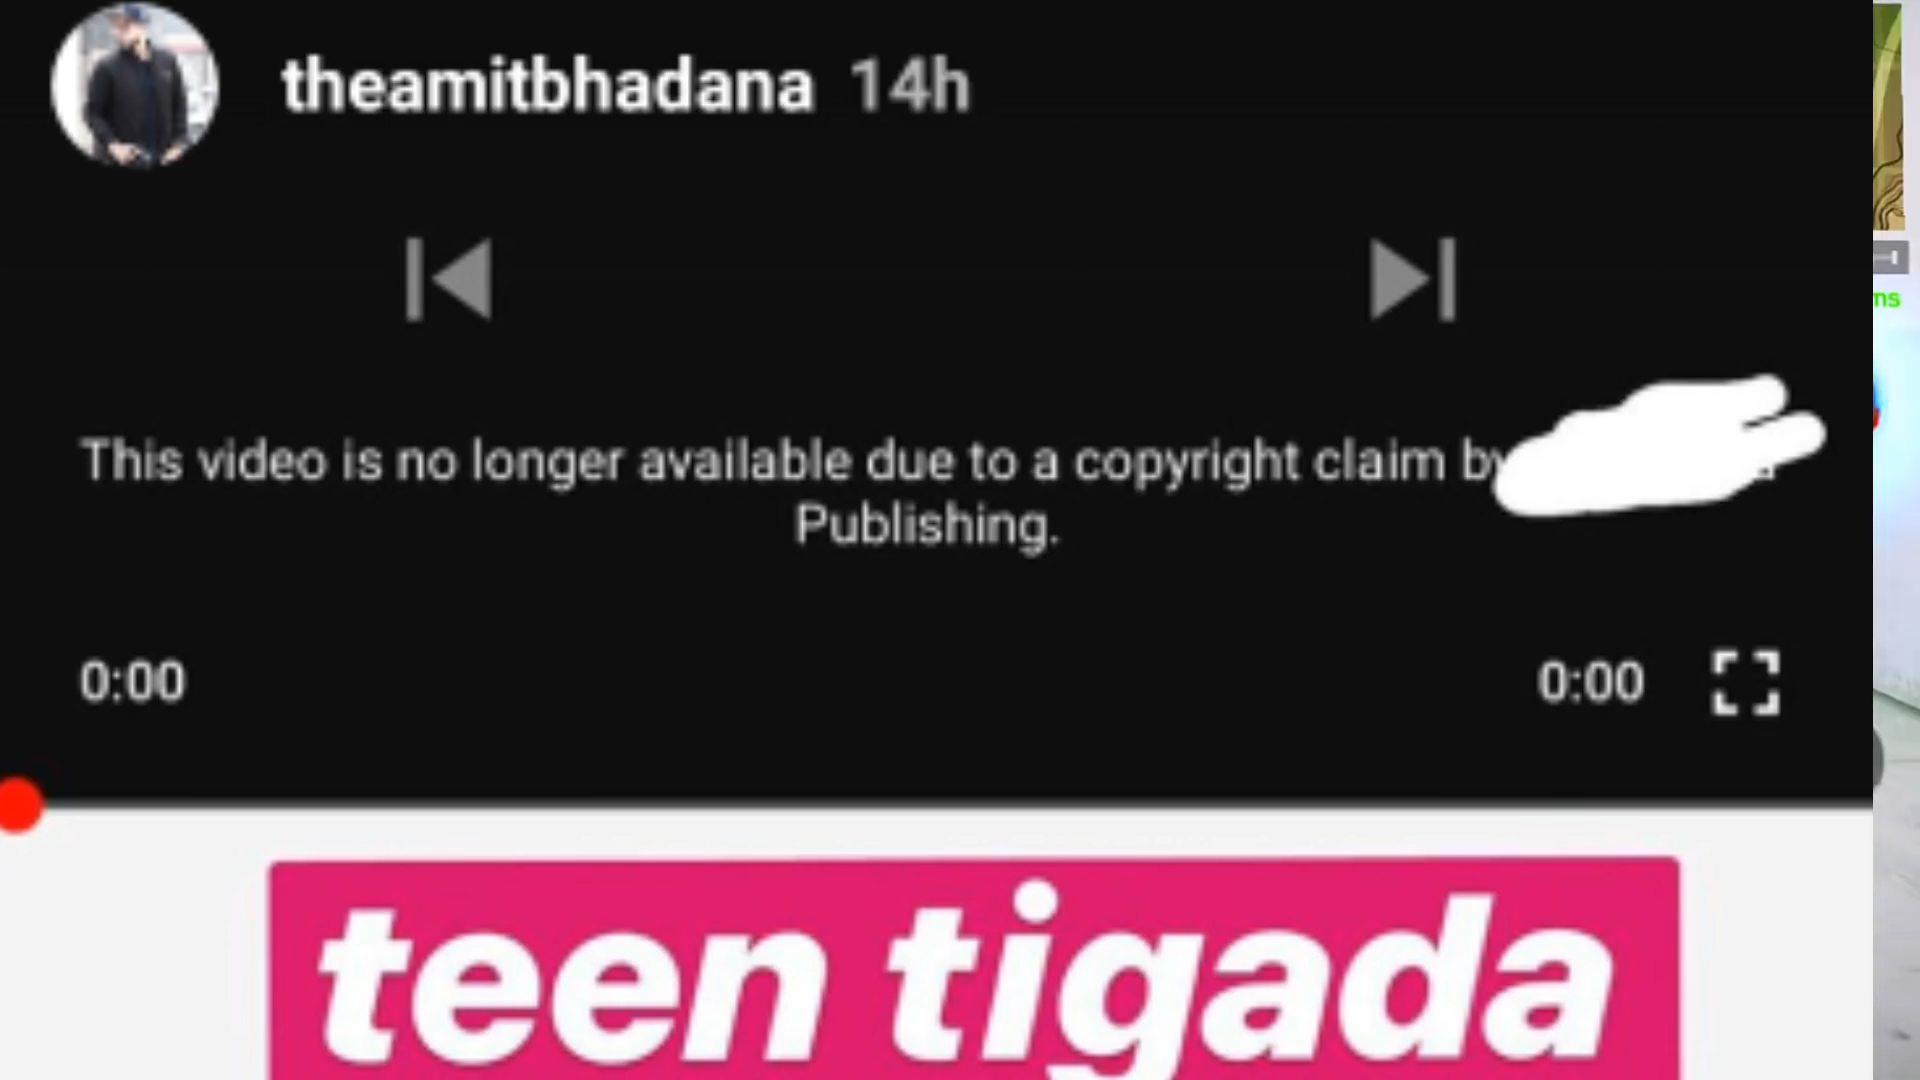 theamitbhadana 14h
This video is no longer available due to a copyright claim by
Publishing.
0:00 0:00
teen tigada